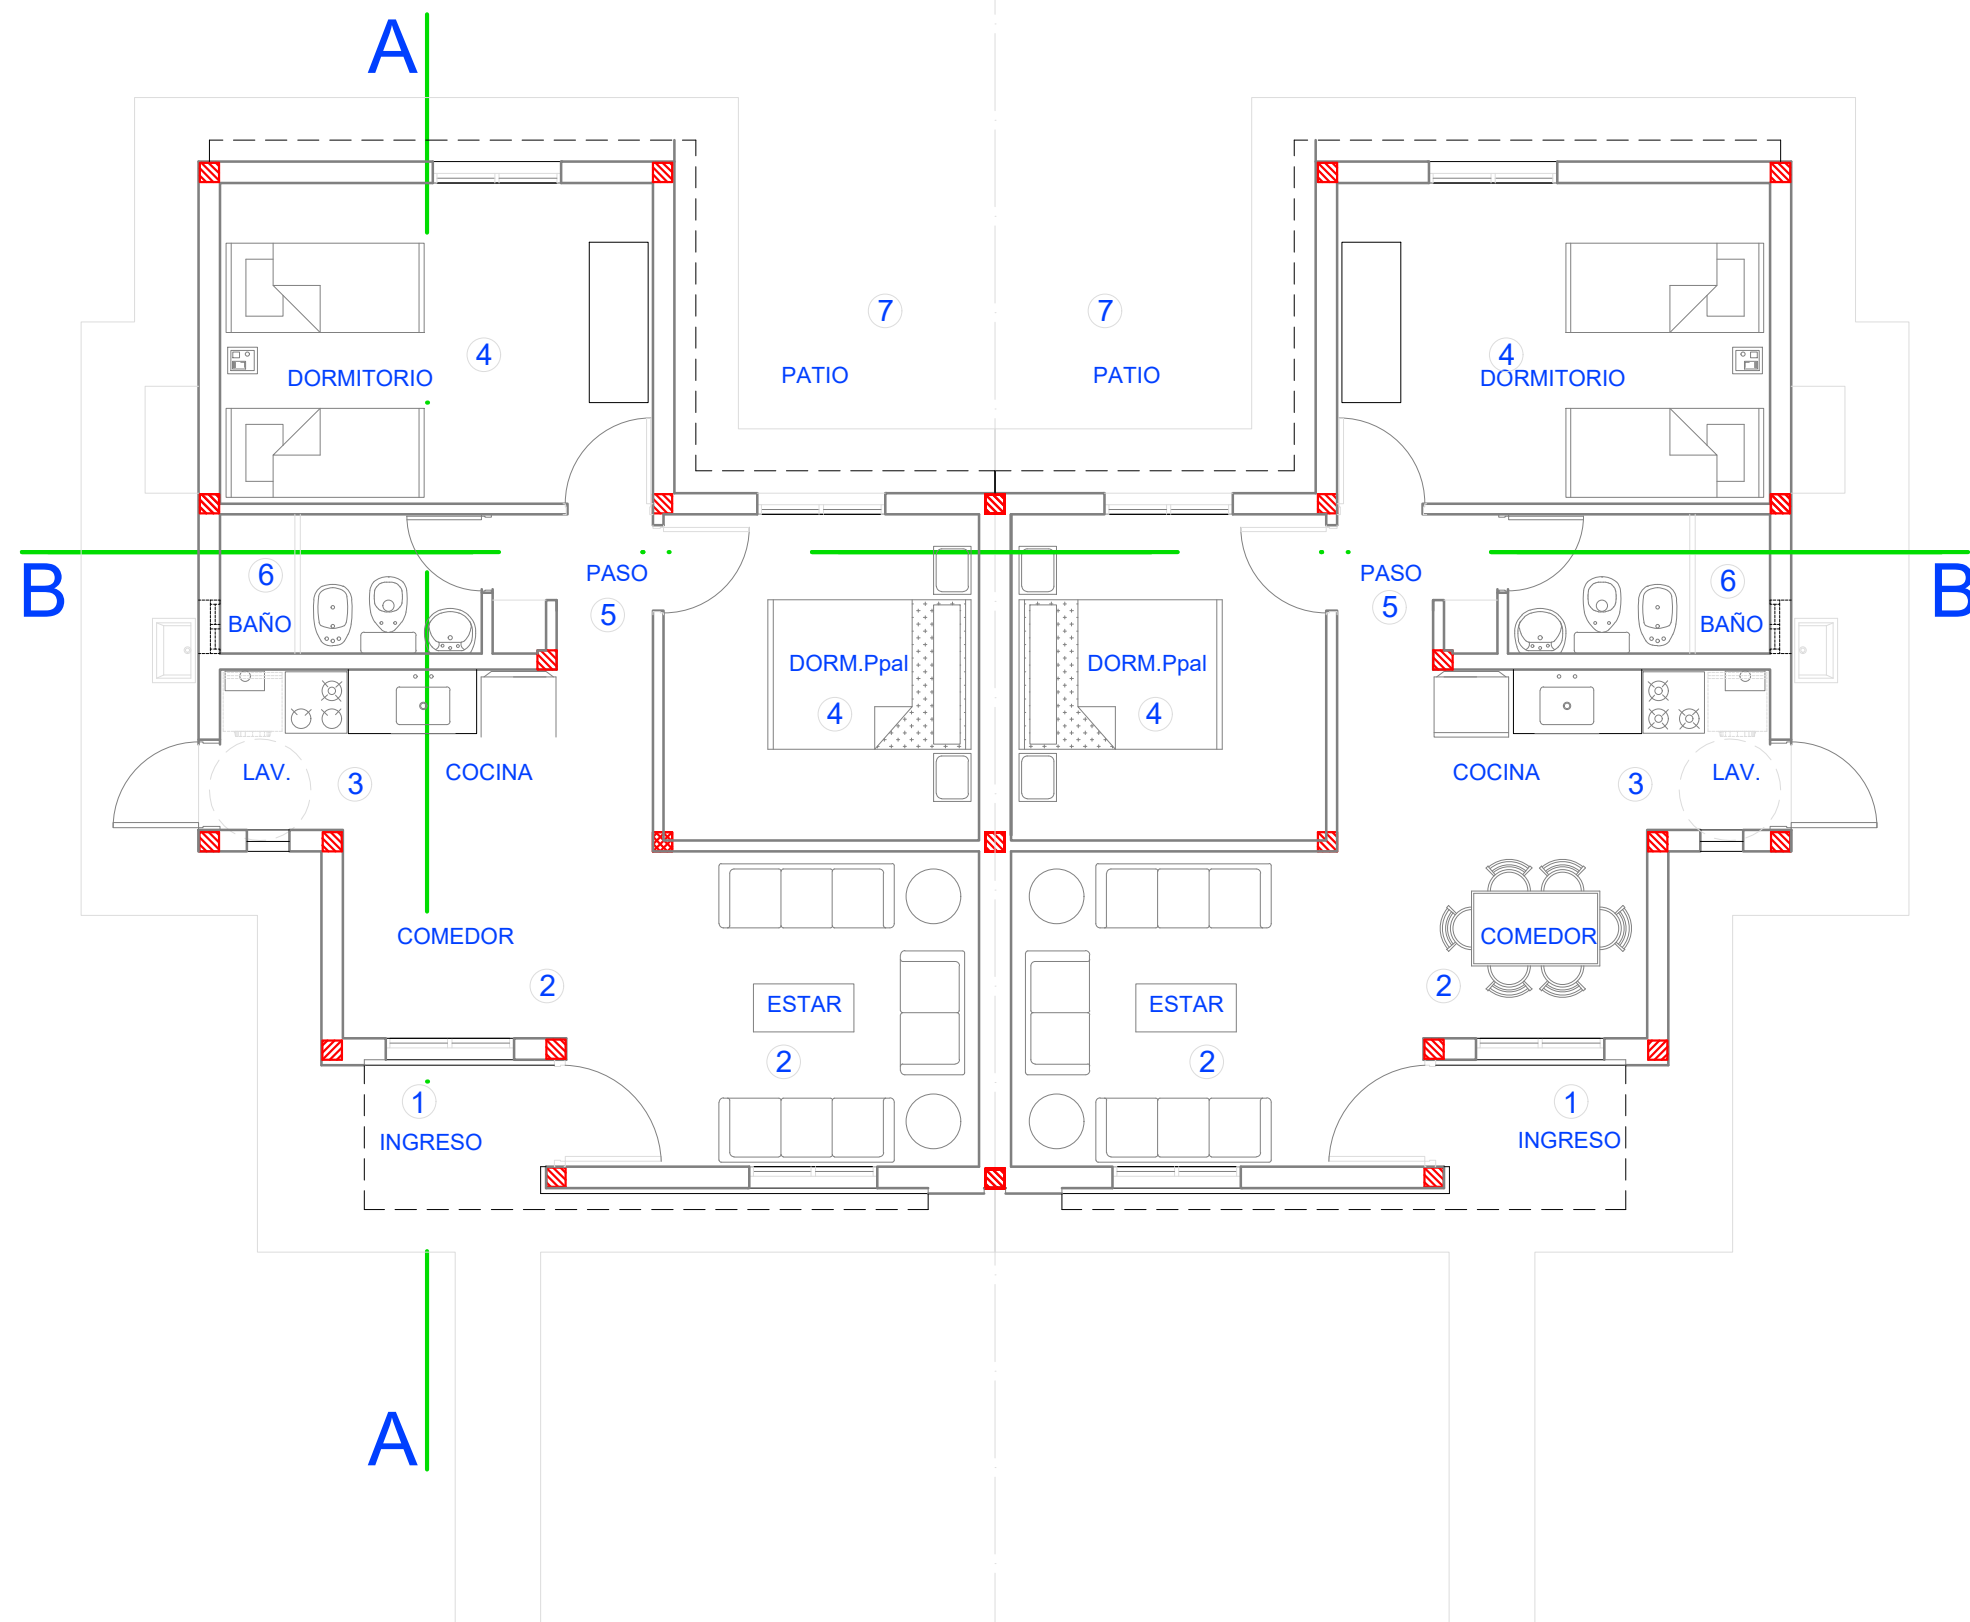 A
7 7
4 4
DORMITORIO PATIO PATIO DORMITORIO
B B
6 PASO PASO 6
BAÑO 5 5 BAÑO
DORM.Ppal DORM.Ppal
4 4
LAV. 3 COCINA COCINA 3 LAV.
COMEDOR COMEDOR
2 2
ESTAR ESTAR
2 2
1 1
INGRESO INGRESO
A